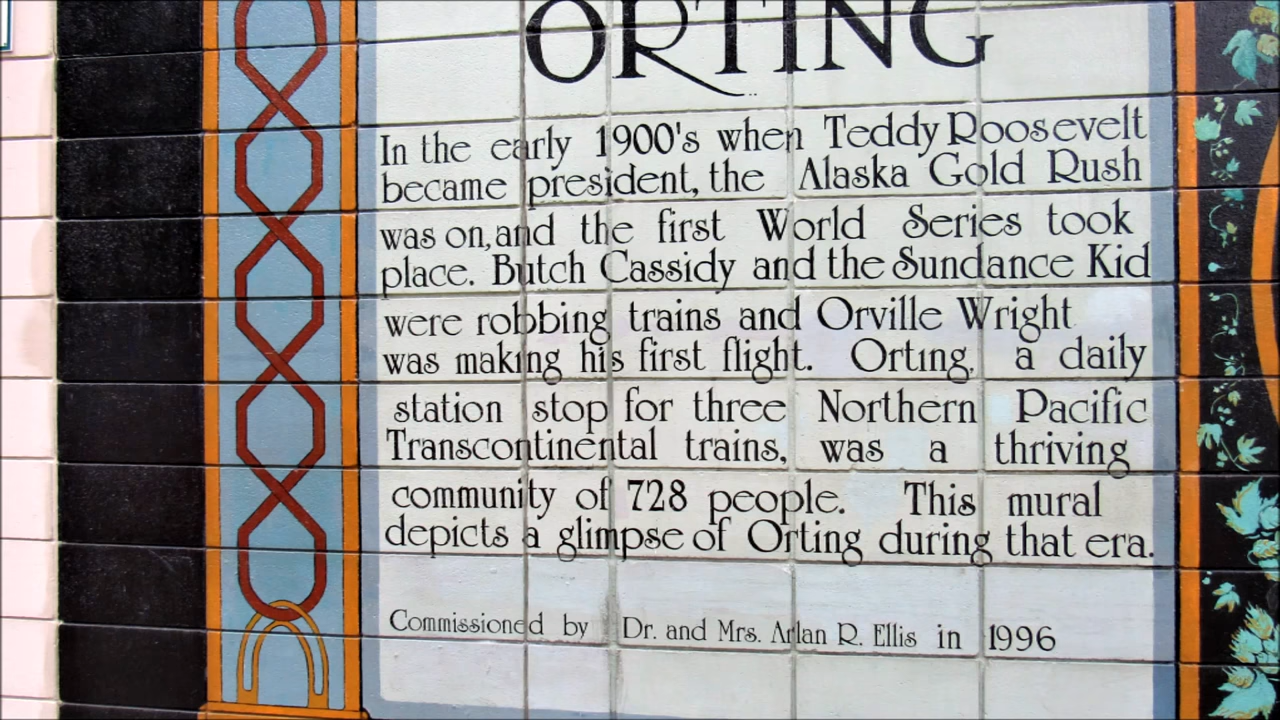 ORTING
In the early 1900's when Teddy Roosevelt
became president, the Alaska Gold Rush
was on, and the first World Series took
place. Butch Cassidy and the Sundance Kid
were robbing trains and Orville Wright
was making his first flight. Orting, a daily
station stop for three Northern Pacific
Transcontinental trains, was a thriving
community of 728 people. This mural
depicts a glimpse of Orting during that era.
Commissioned by Dr. and Mrs. Arlan R. Ellis in 1996